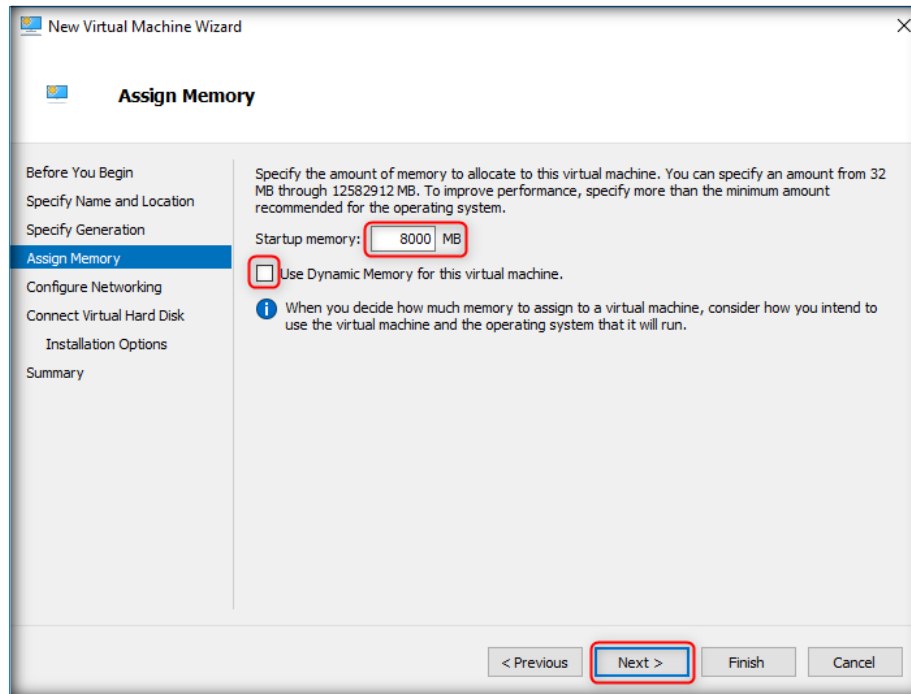 New Virtual Machine Wizard
Assign Memory
Before You Begin
Specify Name and Location
Specify Generation
Assign Memory
Configure Networking
Connect Virtual Hard Disk
Installation Options
Summary
Specify the amount of memory to allocate to this virtual machine. You can specify an amount from 32
MB through 12582912 MB. To improve performance, specify more than the minimum amount
recommended for the operating system.
Startup memory: 8000 MB
Use Dynamic Memory for this virtual machine.
When you decide how much memory to assign to a virtual machine, consider how you intend to
use the virtual machine and the operating system that it will run.
< Previous Next > Finish Cancel